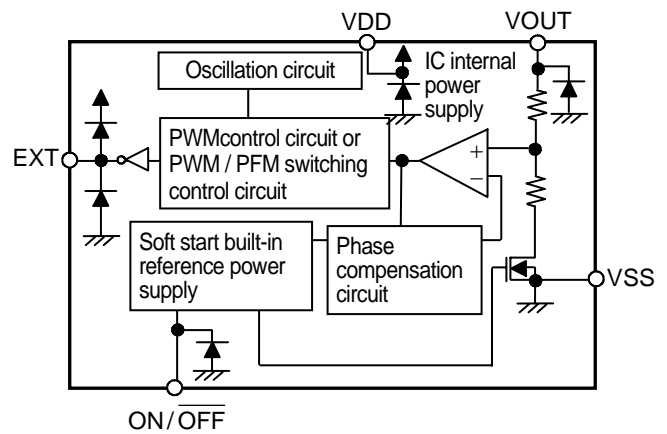 VDD
VOUT
Oscillation circuit
IC internal
power
supply
PWMcontrol circuit or
PWM / PFM switching
control circuit
EXT
+
−
Soft start built-in
reference power
supply
Phase
compensation
circuit
VSS
ON/OFF